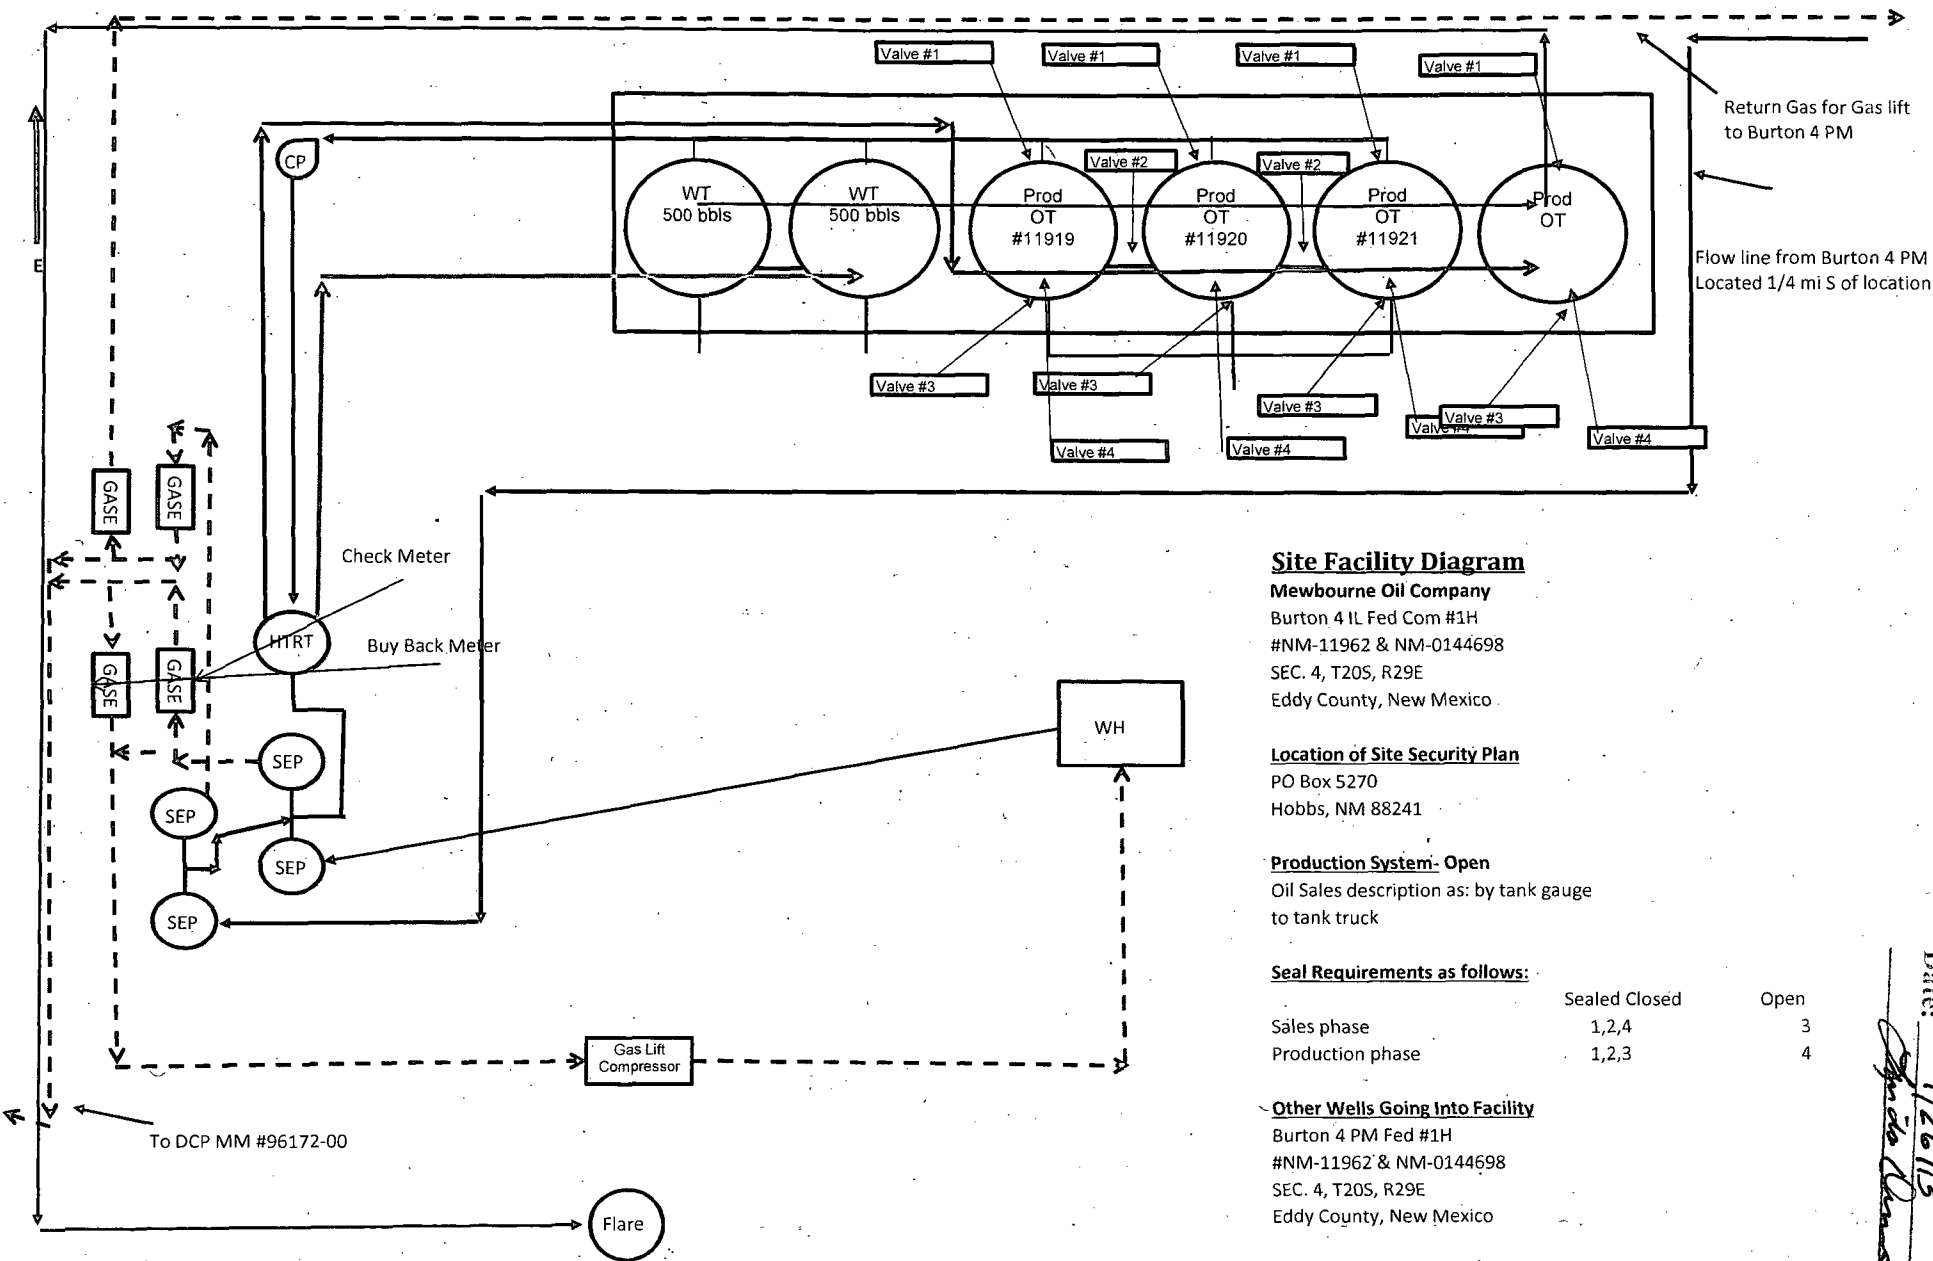 Valve #1
Valve #1
Valve #1
Valve #1
Return Gas for Gas lift
to Burton 4 PM
CP
Valve #2
Valve #2
WT
500 bbls
WT
500 bbls
Prod
OT
#11919
Prod
OT
#11920
Prod
OT
#11921
Prod
OT
E
Flow line from Burton 4 PM
Located 1/4 mi S of location
Valve #3
Valve #3
Valve #3
Valve #3
Valve #4
Valve #4
Valve #4
Valve #4
GASE
GASE
Check Meter
HTRT
Buy Back Meter
GASE
GASE
SEP
SEP
SEP
SEP
WH
Gas Lift
Compressor
To DCP MM #96172-00
Flare
Site Facility Diagram
Mewbourne Oil Company
Burton 4 IL Fed Com #1H
#NM-11962 & NM-0144698
SEC. 4, T20S, R29E
Eddy County, New Mexico
Location of Site Security Plan
PO Box 5270
Hobbs, NM 88241
Production System- Open
Oil Sales description as: by tank gauge
to tank truck
Seal Requirements as follows:
Sealed Closed Open
Sales phase 1,2,4 3
Production phase 1,2,3 4
Other Wells Going Into Facility
Burton 4 PM Fed #1H
#NM-11962 & NM-0144698
SEC. 4, T20S, R29E
Eddy County, New Mexico
Date: